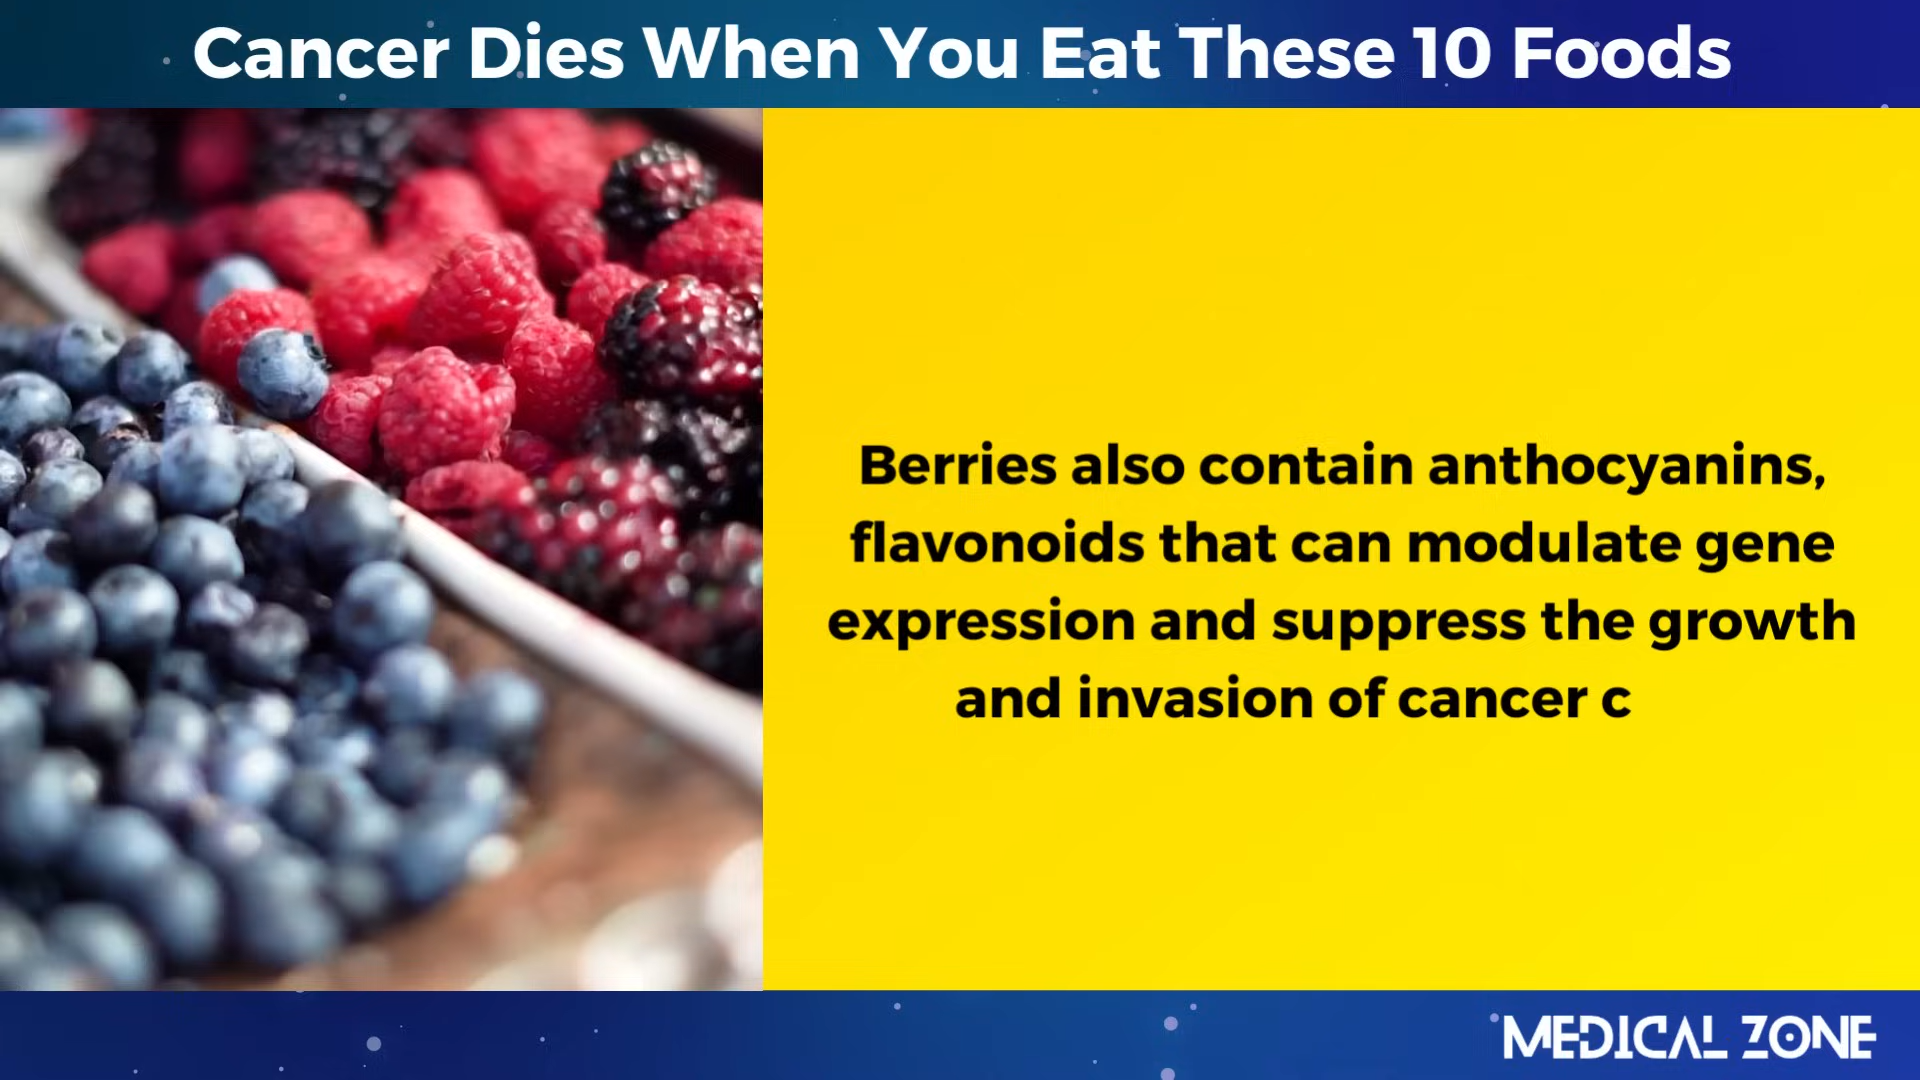 Cancer Dies When You Eat These 10 Foods
Berries also contain anthocyanins,
flavonoids that can modulate gene
expression and suppress the growth
and invasion of cancer c
MEDICAL ZONE